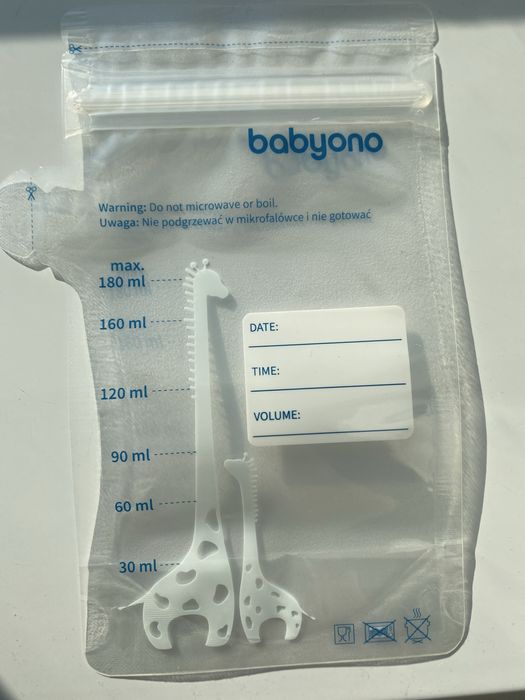 babyono
Warning: Do not microwave or boil.
Uwaga: Nie podgrzewać w mikrofalówce i nie gotować
max.
180 ml
160 ml
120 ml
90 ml
60 ml
30 ml
DATE:
TIME:
VOLUME: